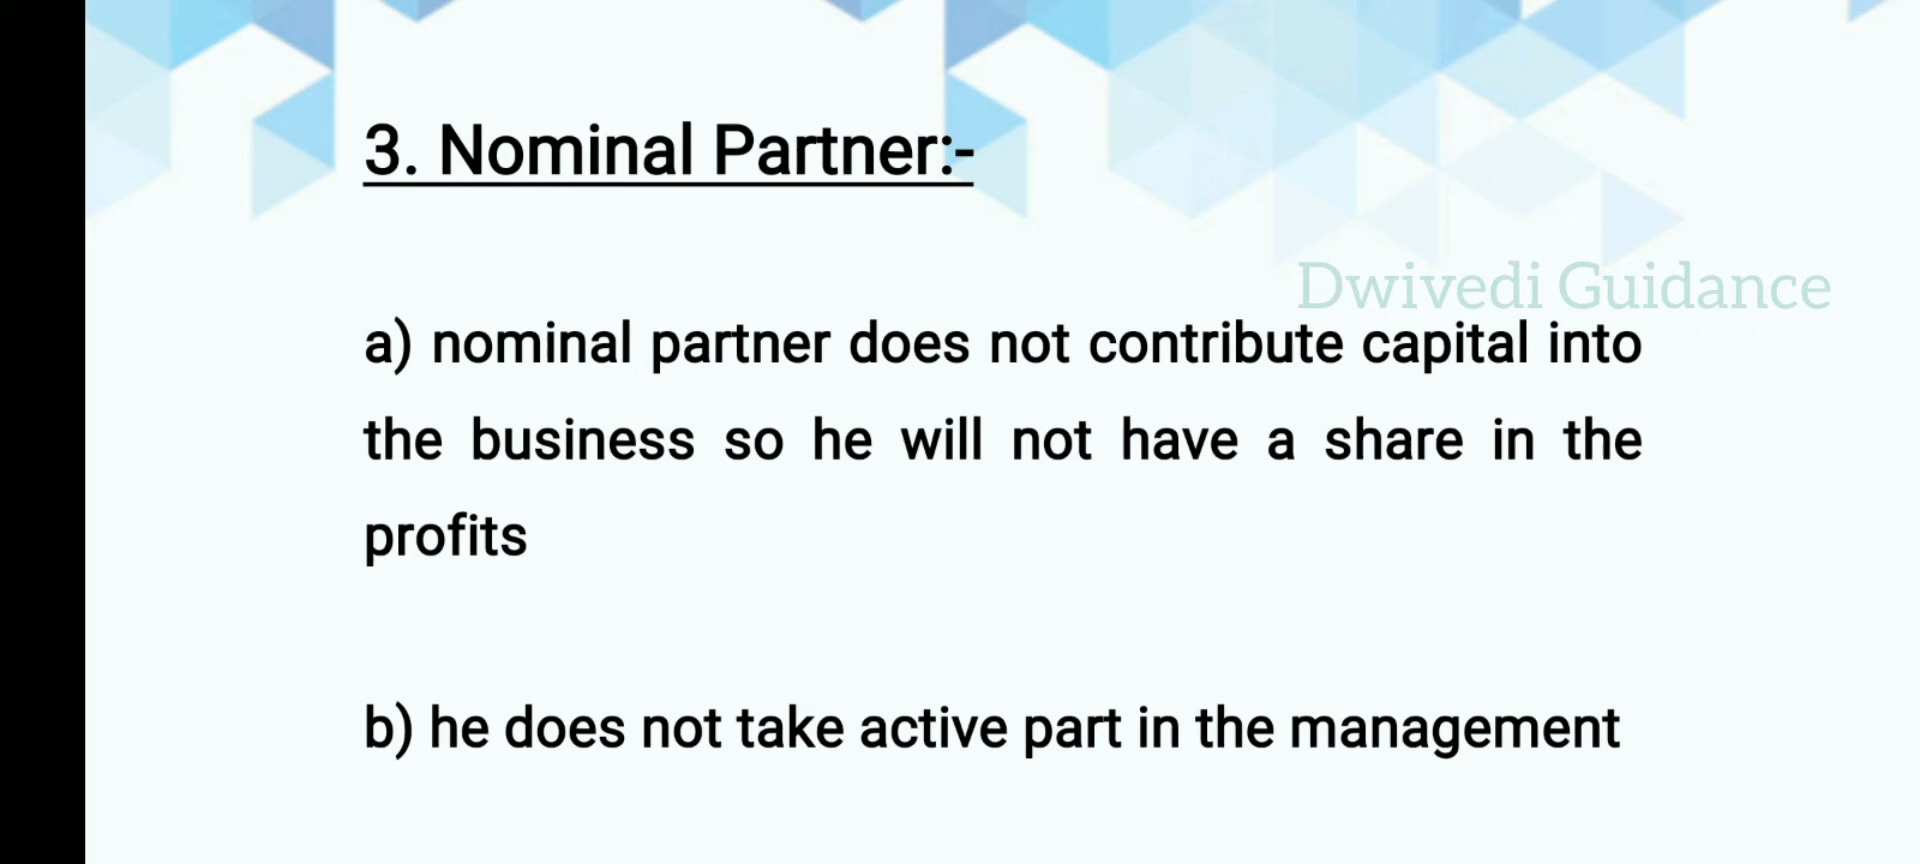 3. Nominal Partner:-
Dwivedi Guidance
a) nominal partner does not contribute capital into
the business so he will not have a share in the
profits
b) he does not take active part in the management